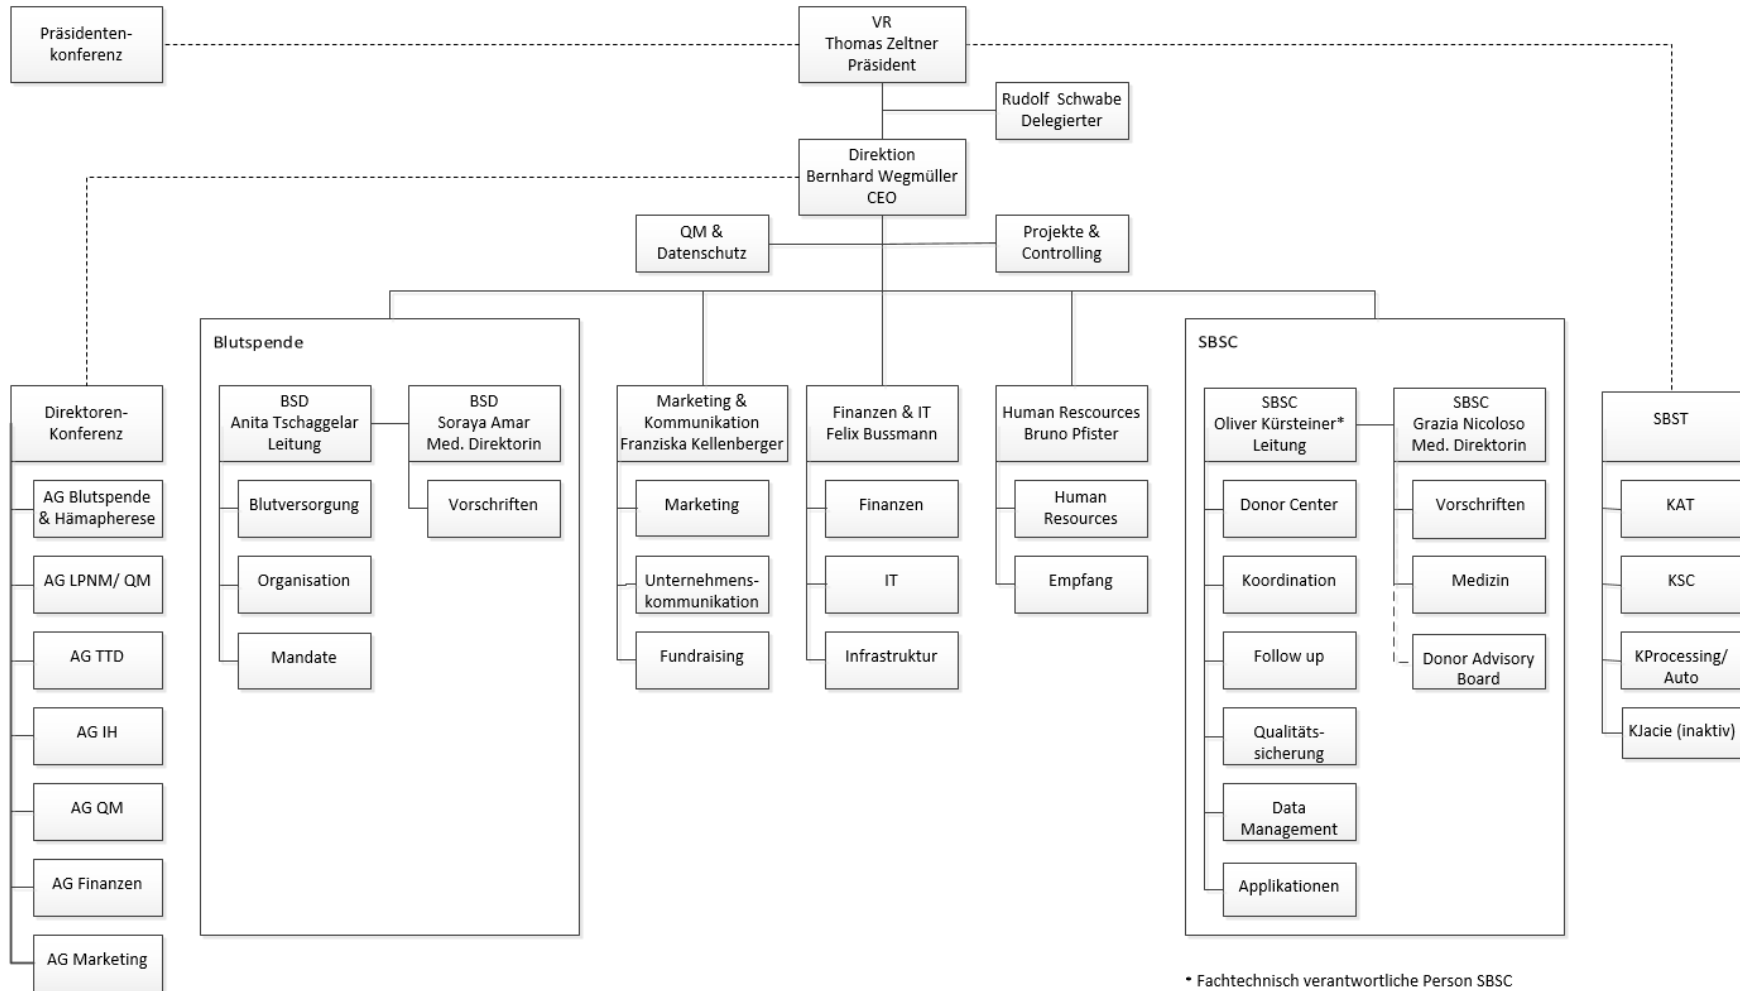 Präsidenten-
konferenz
VR
Thomas Zeltner
Präsident
Rudolf Schwabe
Delegierter
Direktion
Bernhard Wegmüller
CEO
QM &
Datenschutz
Projekte &
Controlling
Direktoren-
Konferenz
AG Blutspende
& Hämapherese
AG LPNM/ QM
AG TTD
AG IH
AG QM
AG Finanzen
AG Marketing
Blutspende
BSD
Anita Tschaggelar
Leitung
Blutversorgung
Organisation
Mandate
BSD
Soraya Amar
Med. Direktorin
Vorschriften
Marketing &
Kommunikation
Franziska Kellenberger
Marketing
Unternehmens-
kommunikation
Fundraising
Finanzen & IT
Felix Bussmann
Finanzen
IT
Infrastruktur
Human Rescources
Bruno Pfister
Human
Resources
Empfang
SBSC
SBSC
Oliver Kürsteiner*
Leitung
Donor Center
Koordination
Follow up
Qualitäts-
sicherung
Data
Management
Applikationen
SBSC
Grazia Nicoloso
Med. Direktorin
Vorschriften
Medizin
Donor Advisory
Board
SBST
KAT
KSC
KProcessing/
Auto
KJacie (inaktiv)
* Fachtechnisch verantwortliche Person SBSC